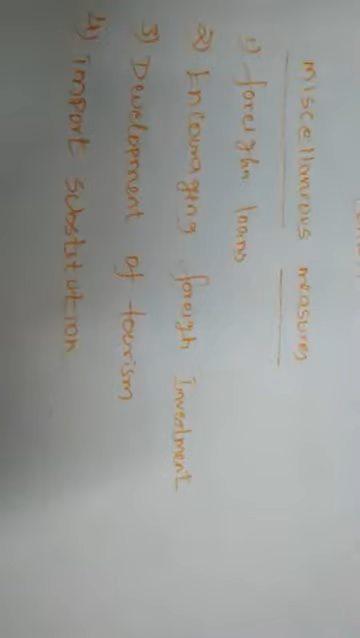 miscellaneous measures
1) foreign loans
2) Encouraging foreign Investment
3) Development of tourism
4) import substitution